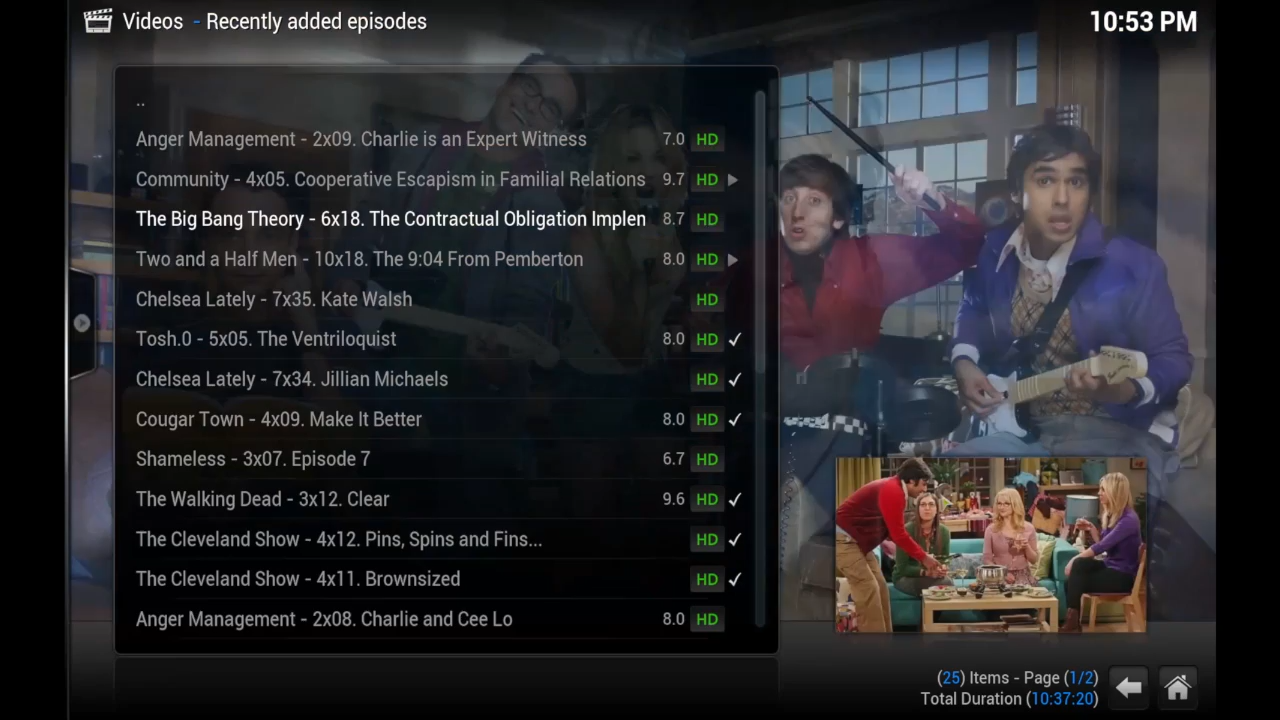 Videos - Recently added episodes
10:53 PM
..
Anger Management - 2x09. Charlie is an Expert Witness 7.0 HD
Community - 4x05. Cooperative Escapism in Familial Relations 9.7 HD
The Big Bang Theory - 6x18. The Contractual Obligation Implen 8.7 HD
Two and a Half Men - 10x18. The 9:04 From Pemberton 8.0 HD
Chelsea Lately - 7x35. Kate Walsh HD
Tosh.0 - 5x05. The Ventriloquist 8.0 HD
Chelsea Lately - 7x34. Jillian Michaels HD
Cougar Town - 4x09. Make It Better 8.0 HD
Shameless - 3x07. Episode 7 6.7 HD
The Walking Dead - 3x12. Clear 9.6 HD
The Cleveland Show - 4x12. Pins, Spins and Fins... HD
The Cleveland Show - 4x11. Brownsized HD
Anger Management - 2x08. Charlie and Cee Lo 8.0 HD
(25) Items - Page (1/2)
Total Duration (10:37:20)